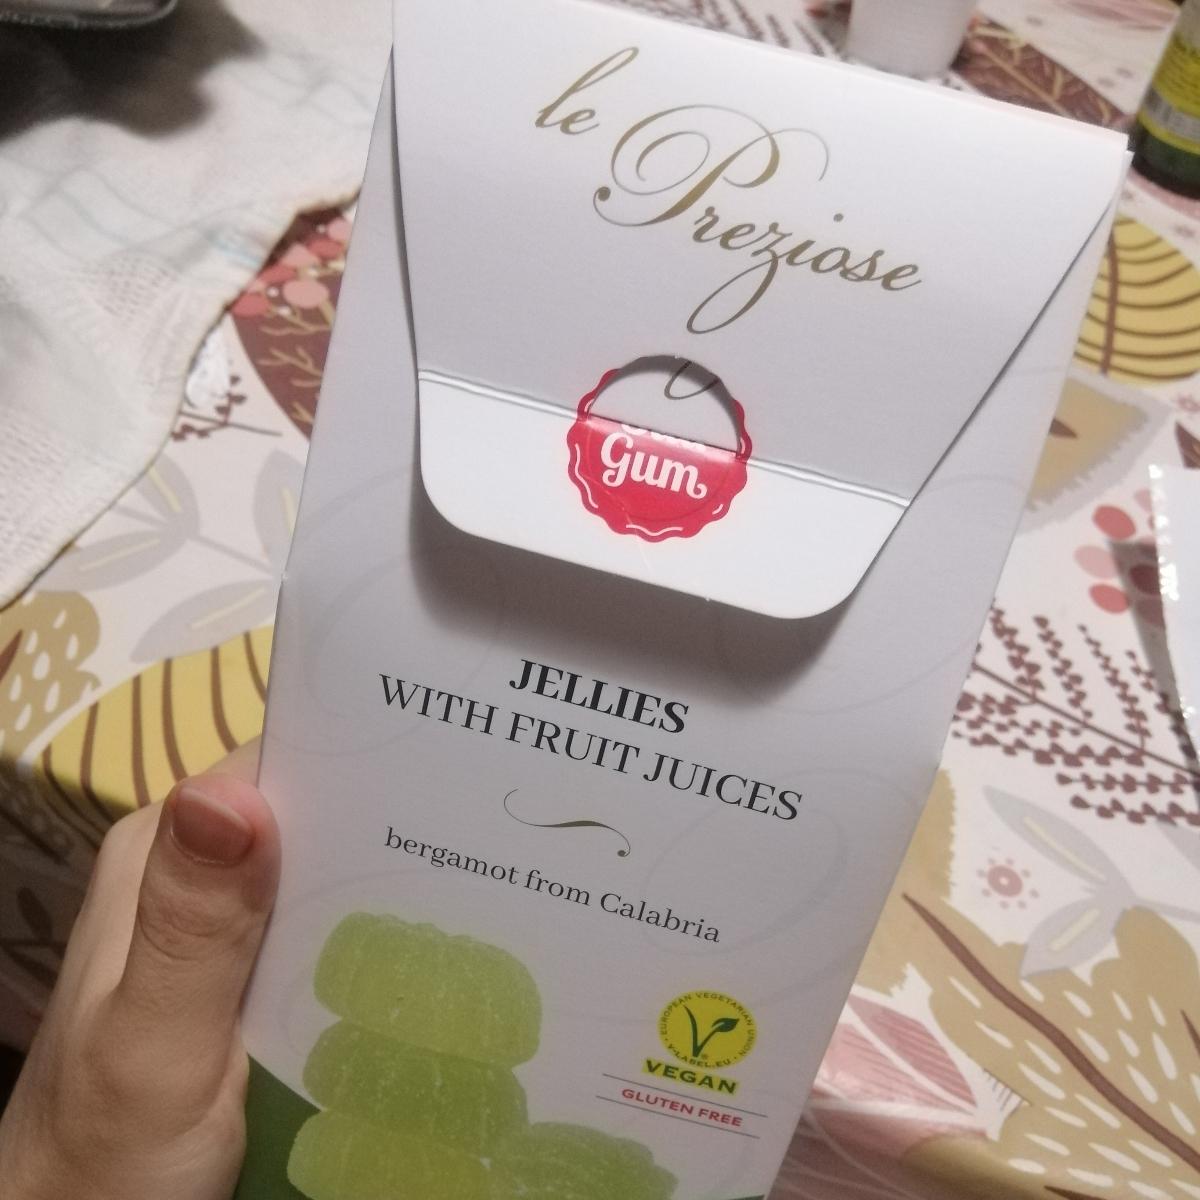 le Preziose
Gum
JELLIES
WITH FRUIT JUICES
bergamot from Calabria
EUROPEAN VEGETARIAN UNION
V-LABEL.EU
VEGAN
GLUTEN FREE